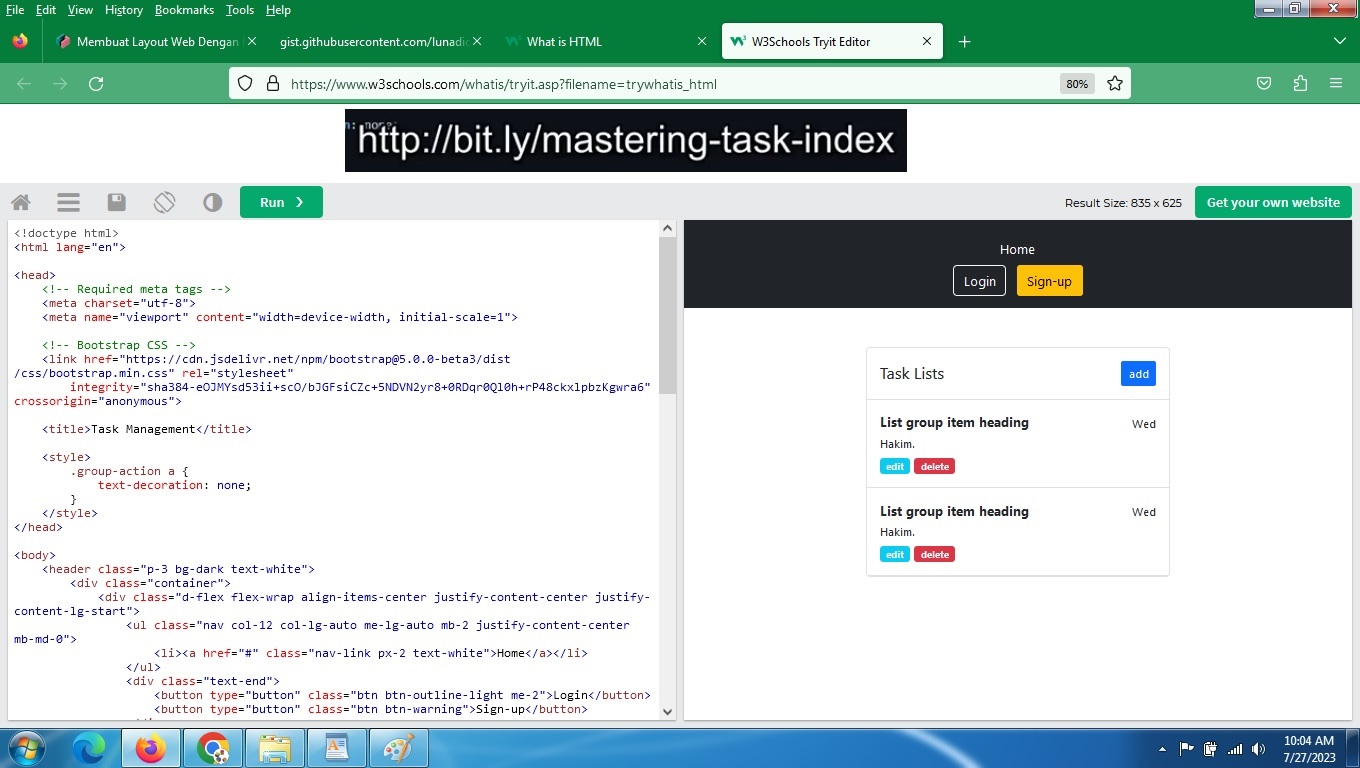 File Edit View History Bookmarks Tools Help
Membuat Layout Web Dengan
gist.githubusercontent.com/lunadio
What is HTML
W3Schools Tryit Editor
https://www.w3schools.com/whatis/tryit.asp?filename=trywhatis_html
80%
http://bit.ly/mastering-task-index
Run ❯
Result Size: 835 x 625
Get your own website
<!doctype html>
<html lang="en">
<head>
<!-- Required meta tags -->
<meta charset="utf-8">
<meta name="viewport" content="width=device-width, initial-scale=1">
<!-- Bootstrap CSS -->
<link href="https://cdn.jsdelivr.net/npm/bootstrap@5.0.0-beta3/dist
/css/bootstrap.min.css" rel="stylesheet"
integrity="sha384-eOJMYsd53ii+scO/bJGFsiCZc+5NDVN2yr8+0RDqr0Ql0h+rP48ckxlpbzKgwra6"
crossorigin="anonymous">
<title>Task Management</title>
<style>
.group-action a {
text-decoration: none;
}
</style>
</head>
<body>
<header class="p-3 bg-dark text-white">
<div class="container">
<div class="d-flex flex-wrap align-items-center justify-content-center justify-
content-lg-start">
<ul class="nav col-12 col-lg-auto me-lg-auto mb-2 justify-content-center
mb-md-0">
<li><a href="#" class="nav-link px-2 text-white">Home</a></li>
</ul>
<div class="text-end">
<button type="button" class="btn btn-outline-light me-2">Login</button>
<button type="button" class="btn btn-warning">Sign-up</button>
Home
Login Sign-up
Task Lists add
List group item heading Wed
Hakim.
edit delete
List group item heading Wed
Hakim.
edit delete
10:04 AM
7/27/2023